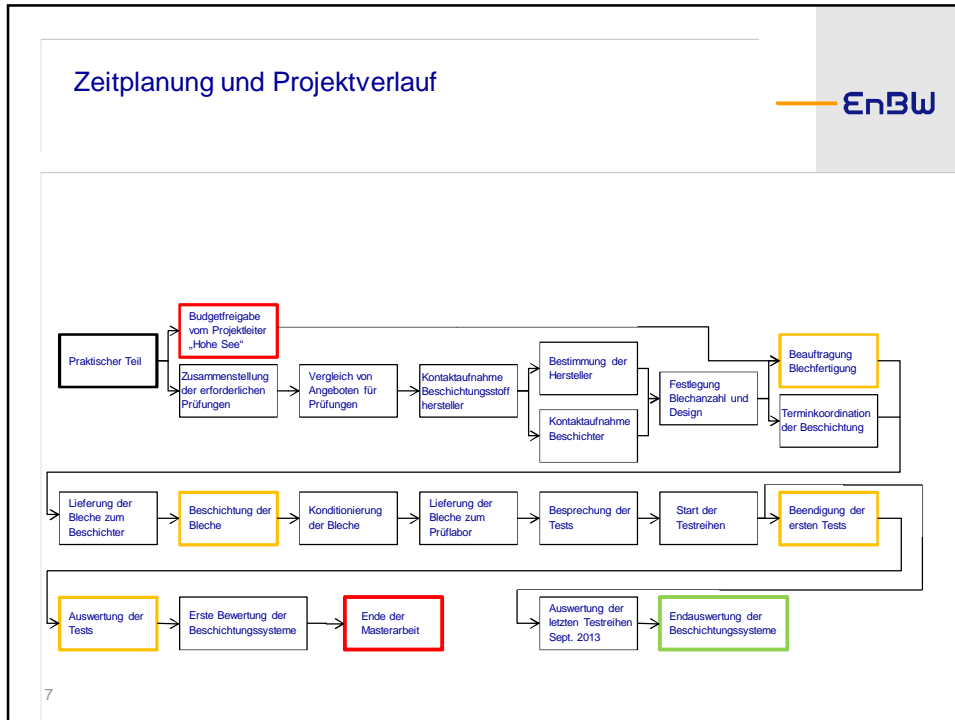 Zeitplanung und Projektverlauf
EnBW
Praktischer Teil
Budgetfreigabe
vom Projektleiter
„Hohe See“
Zusammenstellung
der erforderlichen
Prüfungen
Vergleich von
Angeboten für
Prüfungen
Kontaktaufnahme
Beschichtungsstoff
hersteller
Bestimmung der
Hersteller
Kontaktaufnahme
Beschichter
Festlegung
Blechanzahl und
Design
Beauftragung
Blechfertigung
Terminkoordination
der Beschichtung
Lieferung der
Bleche zum
Beschichter
Beschichtung der
Bleche
Konditionierung
der Bleche
Lieferung der
Bleche zum
Prüflabor
Besprechung der
Tests
Start der
Testreihen
Beendigung der
ersten Tests
Auswertung der
Tests
Erste Bewertung der
Beschichtungssysteme
Ende der
Masterarbeit
Auswertung der
letzten Testreihen
Sept. 2013
Endauswertung der
Beschichtungssysteme
7